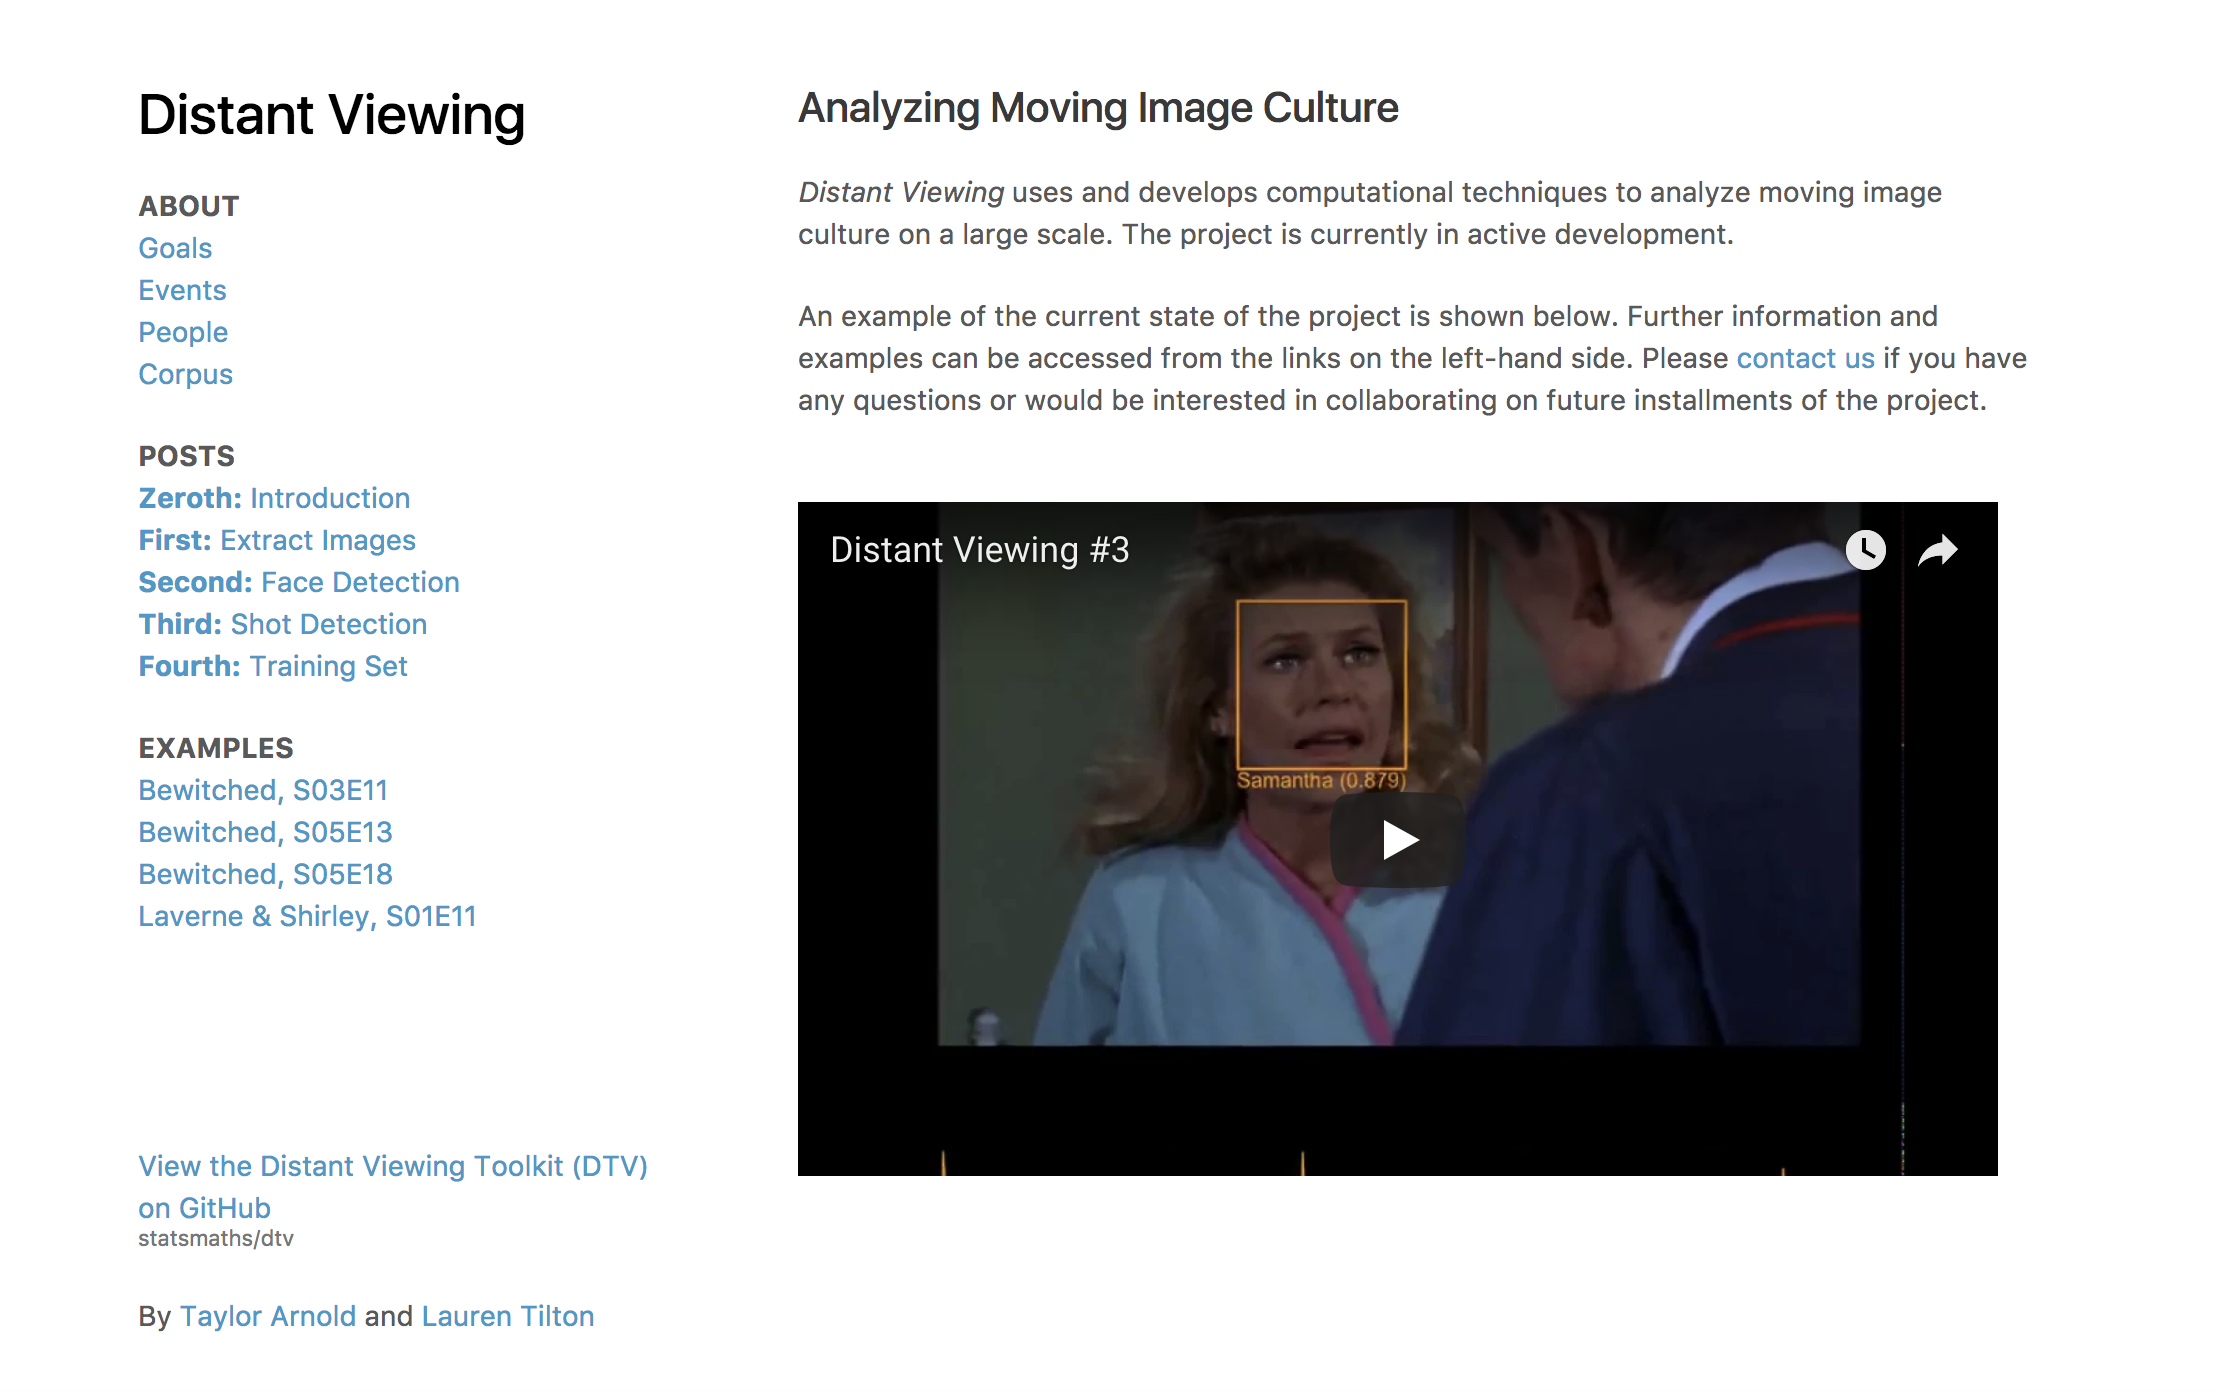 Distant Viewing
ABOUT
Goals
Events
People
Corpus
POSTS
Zeroth: Introduction
First: Extract Images
Second: Face Detection
Third: Shot Detection
Fourth: Training Set
EXAMPLES
Bewitched, S03E11
Bewitched, S05E13
Bewitched, S05E18
Laverne & Shirley, S01E11
View the Distant Viewing Toolkit (DTV)
on GitHub
statsmaths/dtv
By Taylor Arnold and Lauren Tilton
Analyzing Moving Image Culture
Distant Viewing uses and develops computational techniques to analyze moving image
culture on a large scale. The project is currently in active development.
An example of the current state of the project is shown below. Further information and
examples can be accessed from the links on the left-hand side. Please contact us if you have
any questions or would be interested in collaborating on future installments of the project.
Distant Viewing #3
Samantha (0.879)